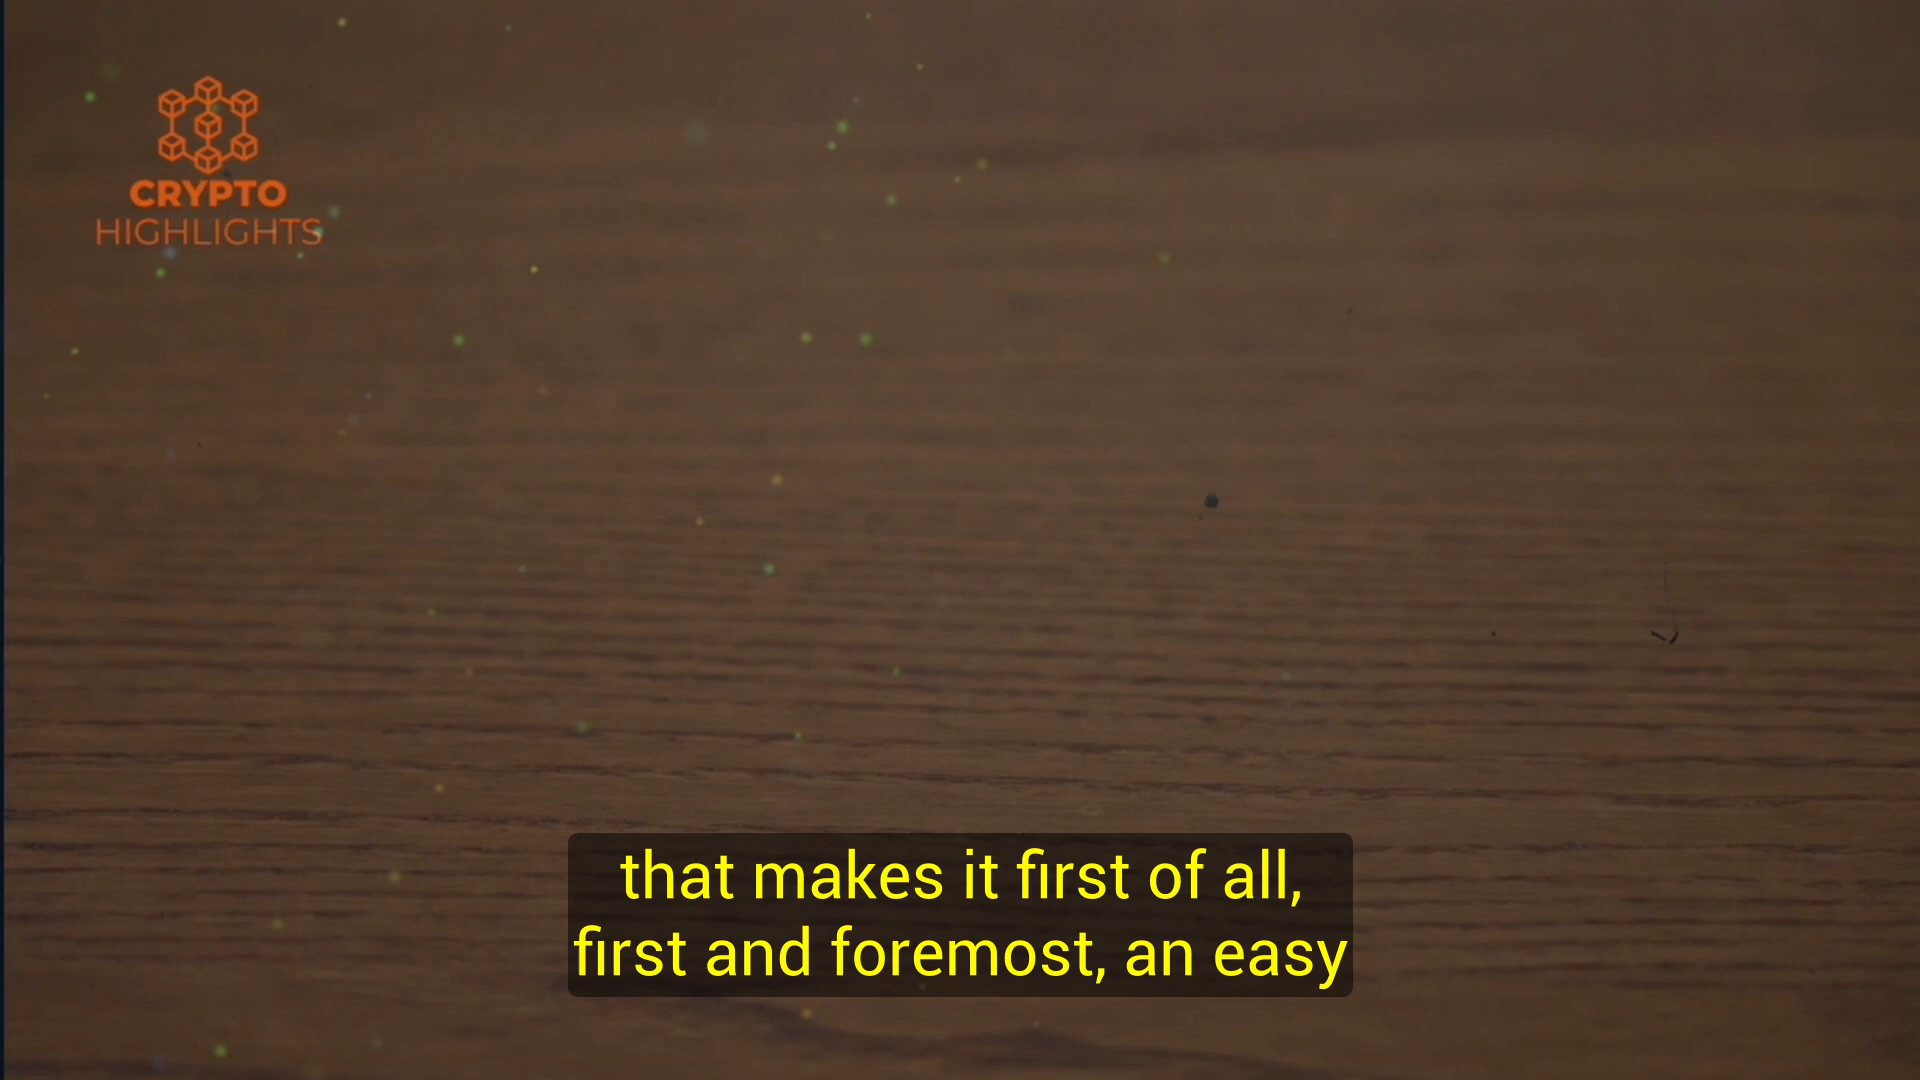 CRYPTO
HIGHLIGHTS
that makes it first of all,
first and foremost, an easy